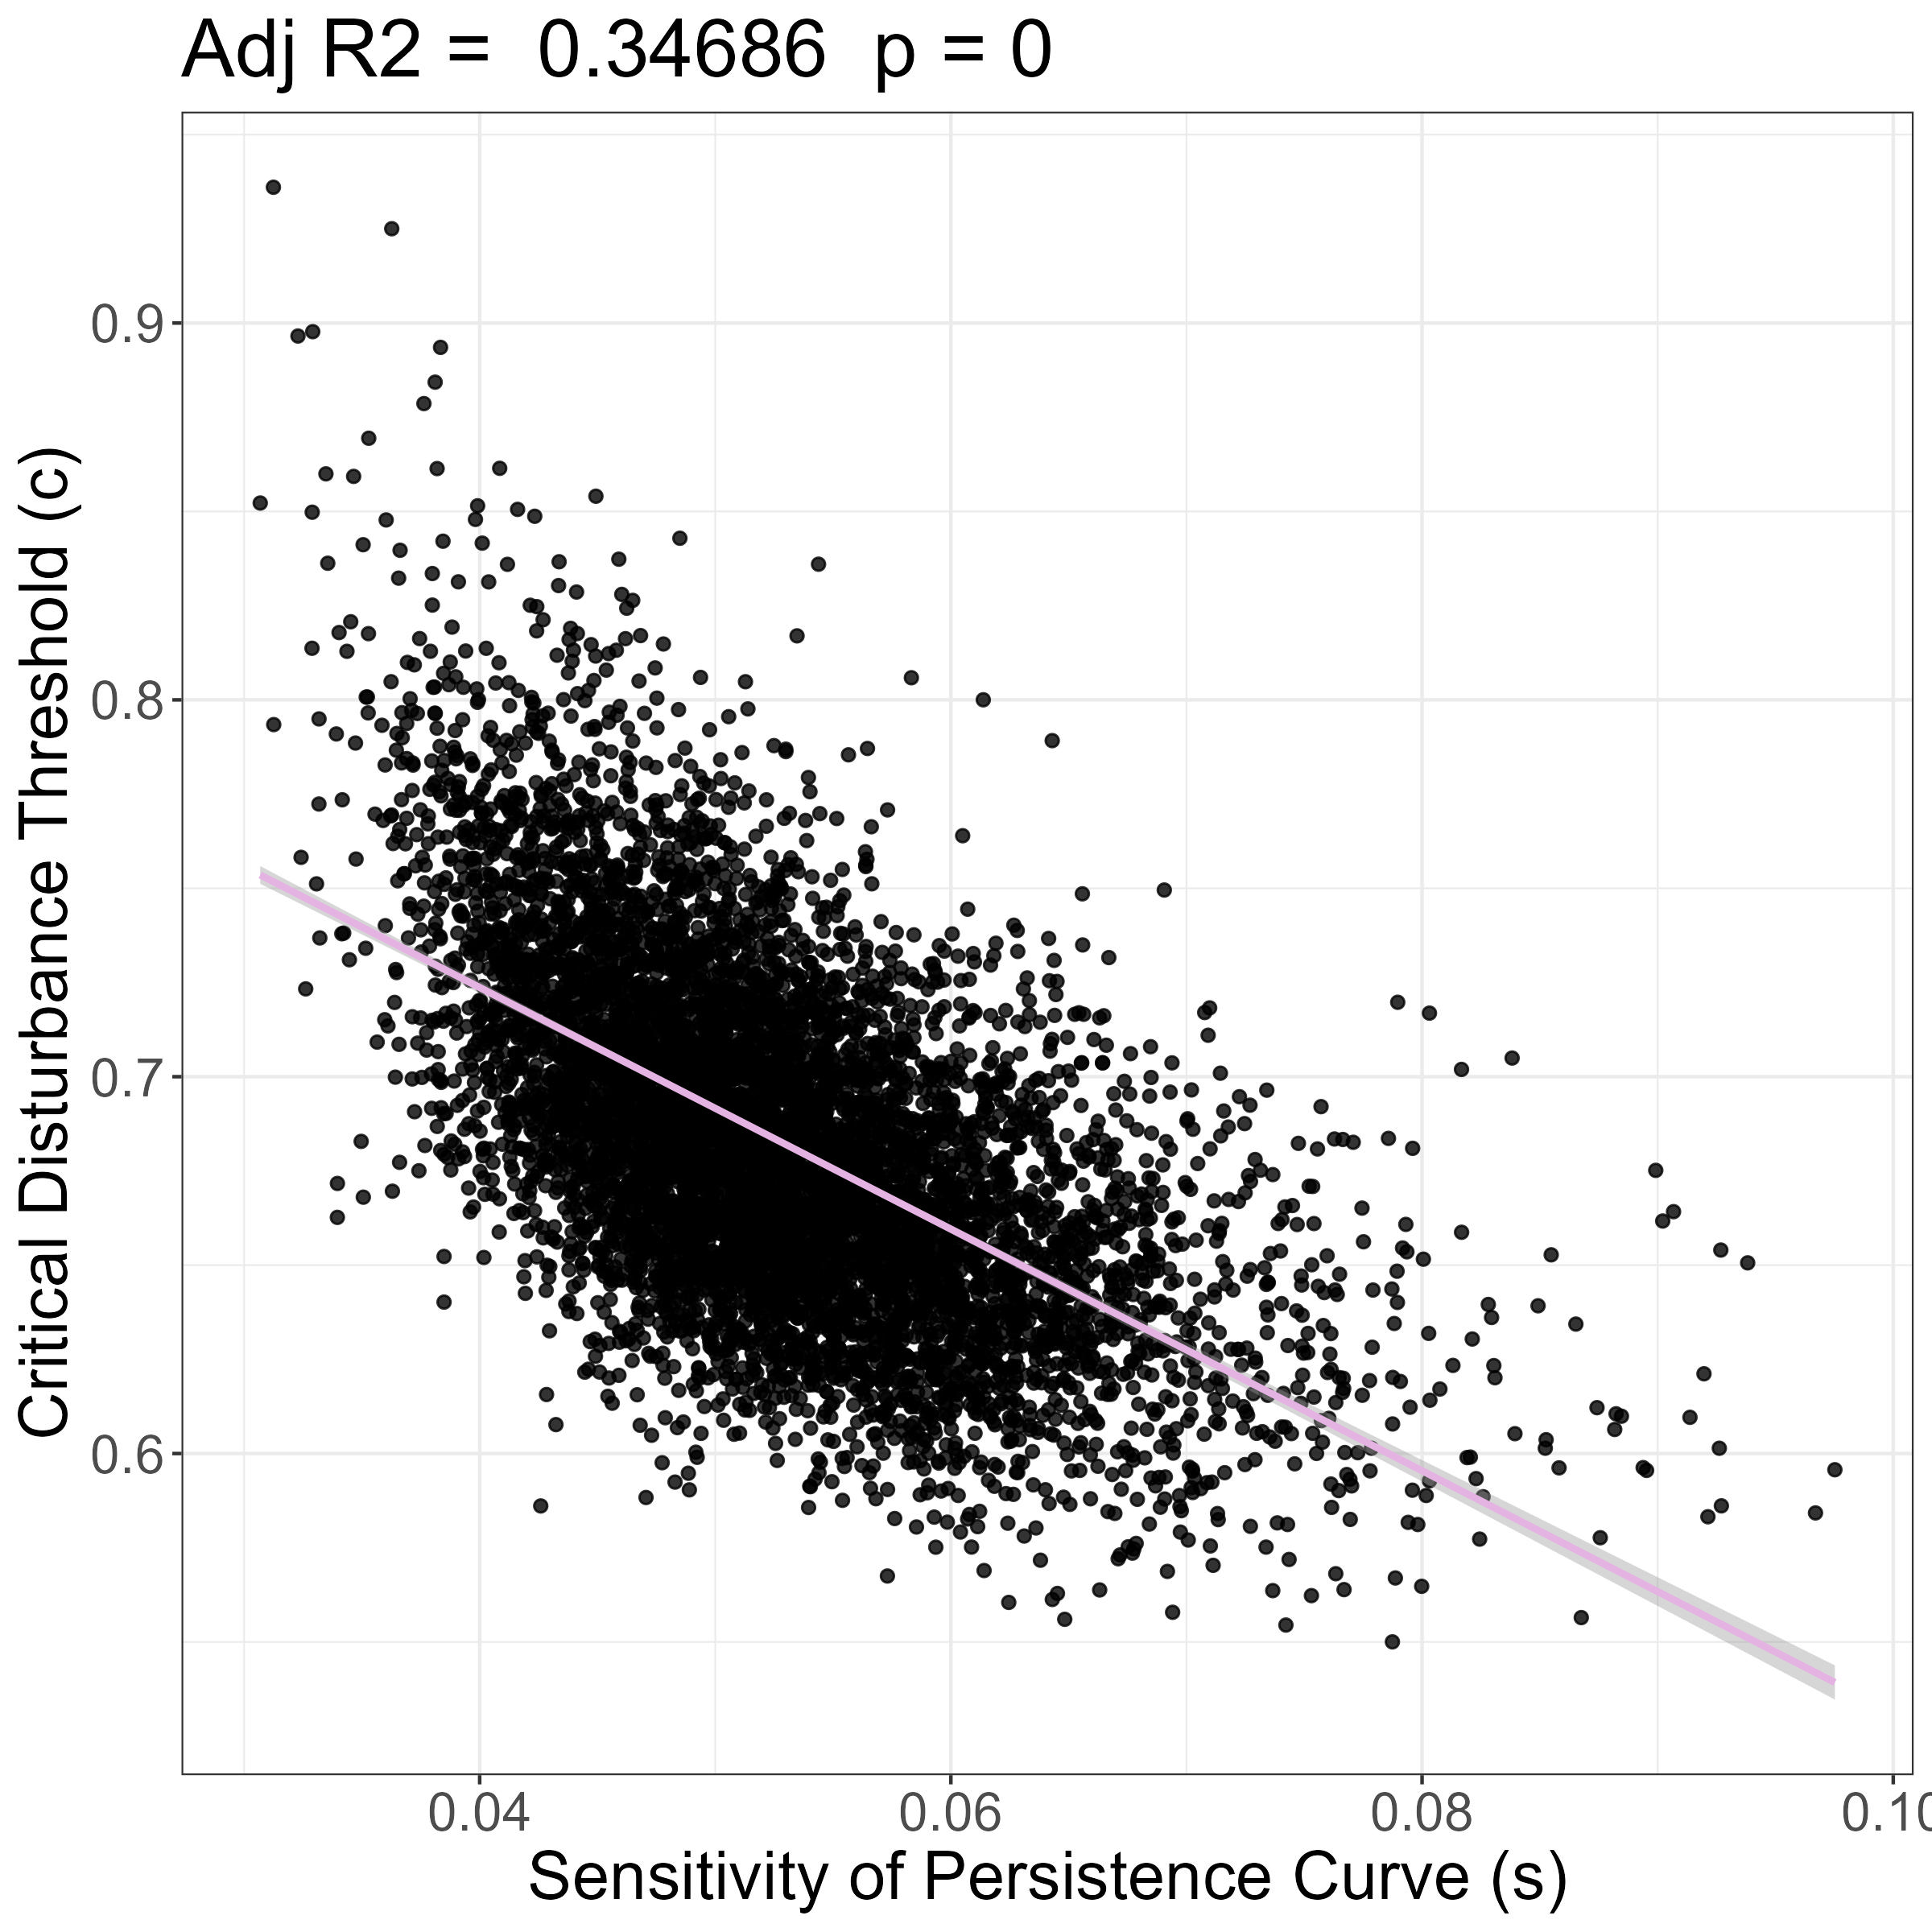 Adj R2 =  0.34686  p = 0
Critical Disturbance Threshold (c)
0.9
0.8
0.7
0.6
0.04
0.06
0.08
0.10
Sensitivity of Persistence Curve (s)